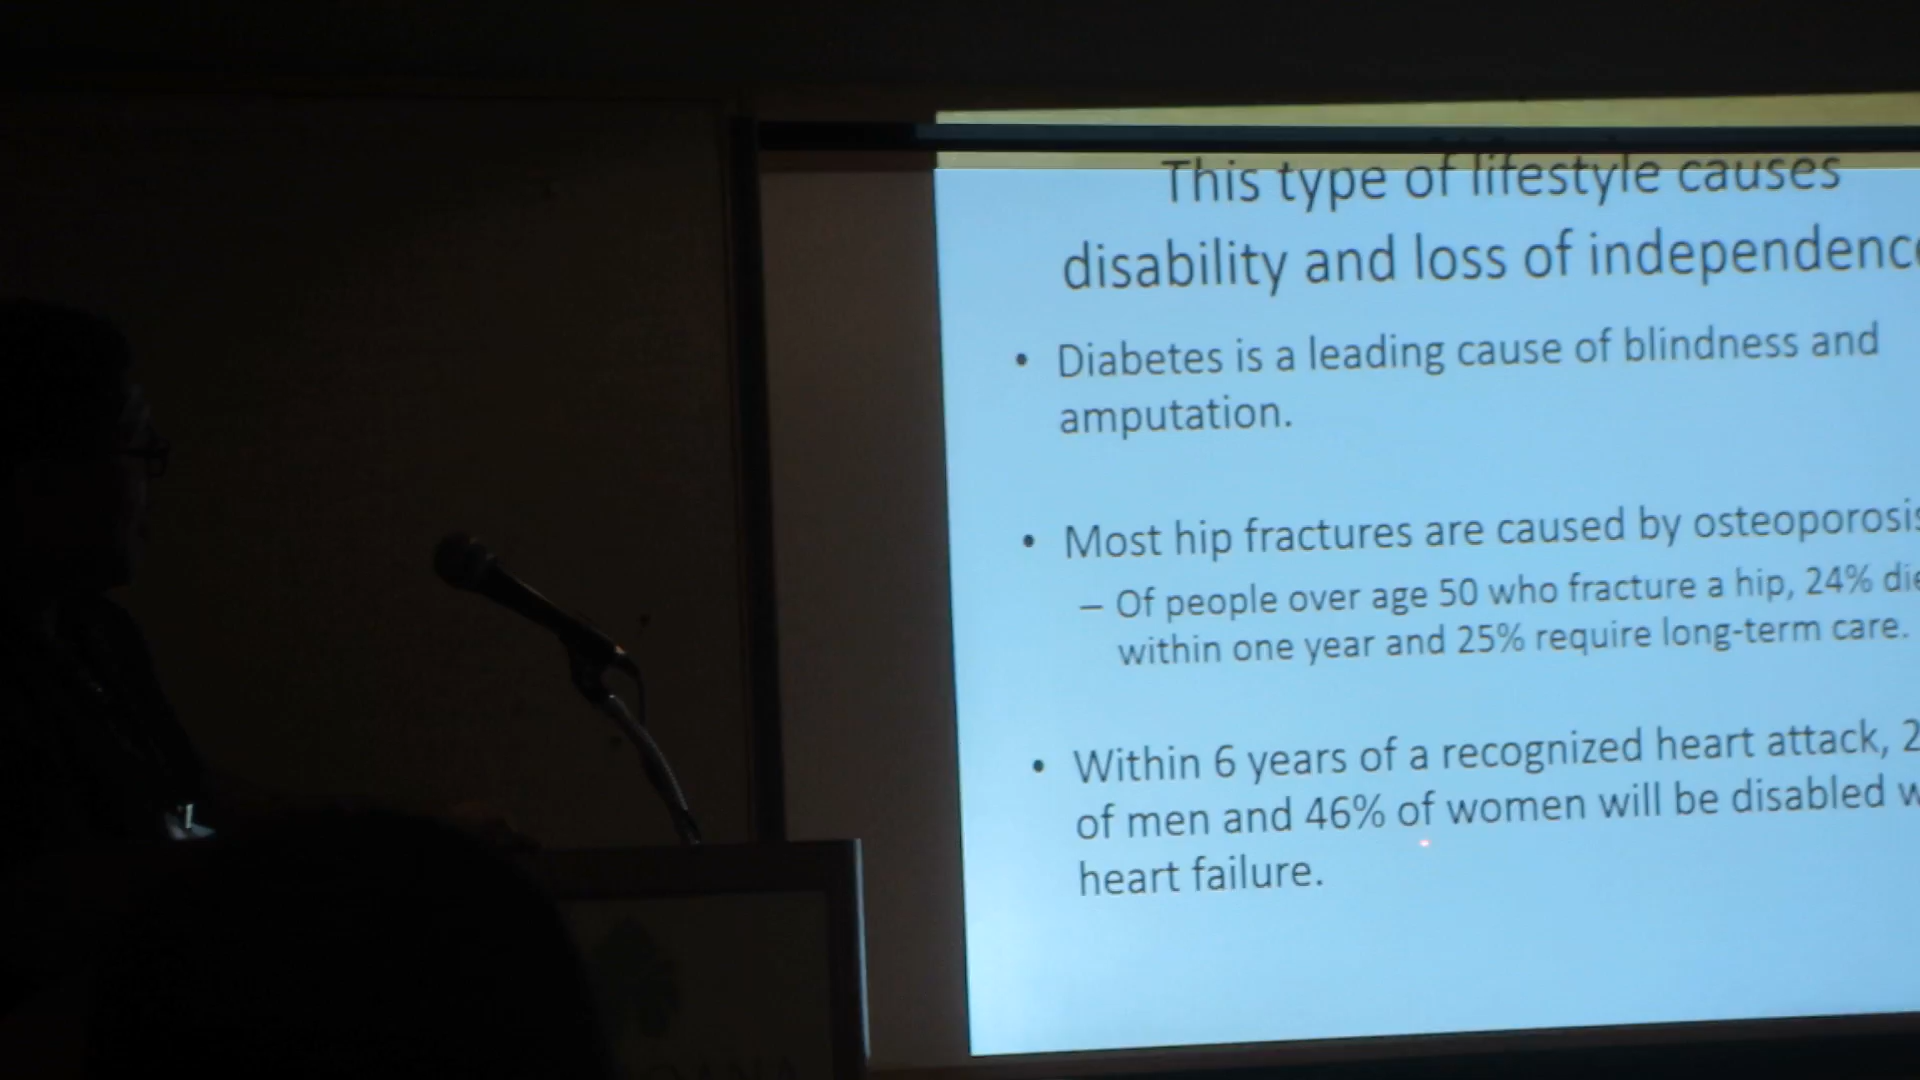 This type of lifestyle causes
disability and loss of independence
• Diabetes is a leading cause of blindness and
amputation.
• Most hip fractures are caused by osteoporosis
– Of people over age 50 who fracture a hip, 24% die
within one year and 25% require long-term care.
• Within 6 years of a recognized heart attack, 2
of men and 46% of women will be disabled w
heart failure.